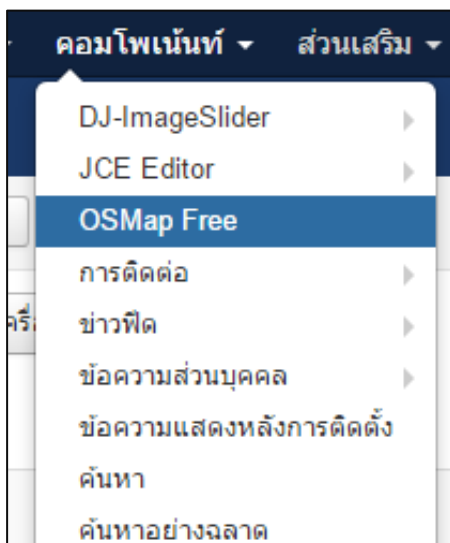 คอมโพเน้นท์ ส่วนเสริม
DJ-ImageSlider
JCE Editor
OSMap Free
การติดต่อ
ข่าวฟีด
ข้อความส่วนบุคคล
ข้อความแสดงหลังการติดตั้ง
ค้นหา
ค้นหาอย่างฉลาด